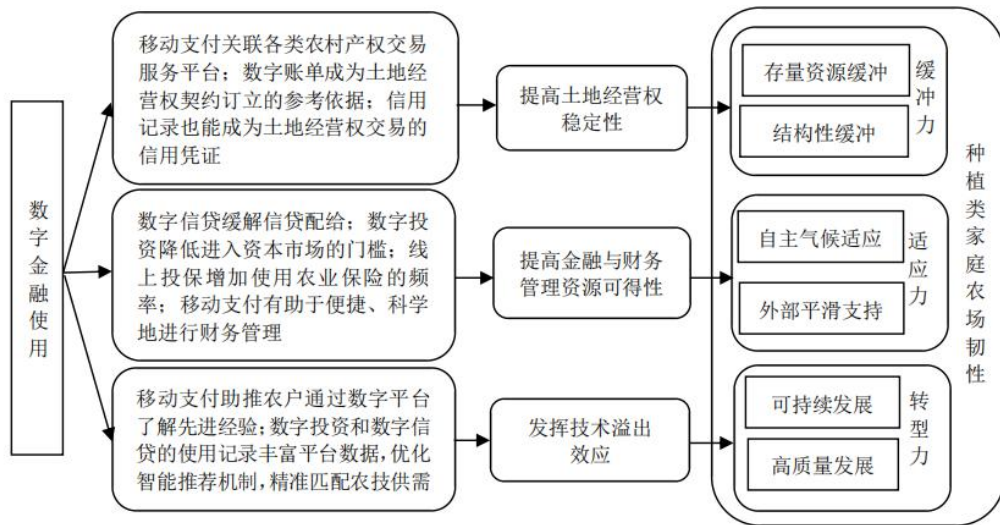 数字金融使用
移动支付关联各类农村产权交易
服务平台；数字账单成为土地经
营权契约订立的参考依据；信用
记录也能成为土地经营权交易的
信用凭证
提高土地经营权
稳定性
存量资源缓冲
结构性缓冲
缓冲力
数字信贷缓解信贷配给；数字投
资降低进入资本市场的门槛；线
上投保增加使用农业保险的频
率；移动支付有助于便捷、科学
地进行财务管理
提高金融与财务
管理资源可得性
自主气候适应
外部平滑支持
适应力
移动支付助推农户通过数字平台
了解先进经验；数字投资和数字信
贷的使用记录丰富平台数据，优化
智能推荐机制，精准匹配农技供需
发挥技术溢出
效应
可持续发展
高质量发展
转型力
种植类家庭农场韧性